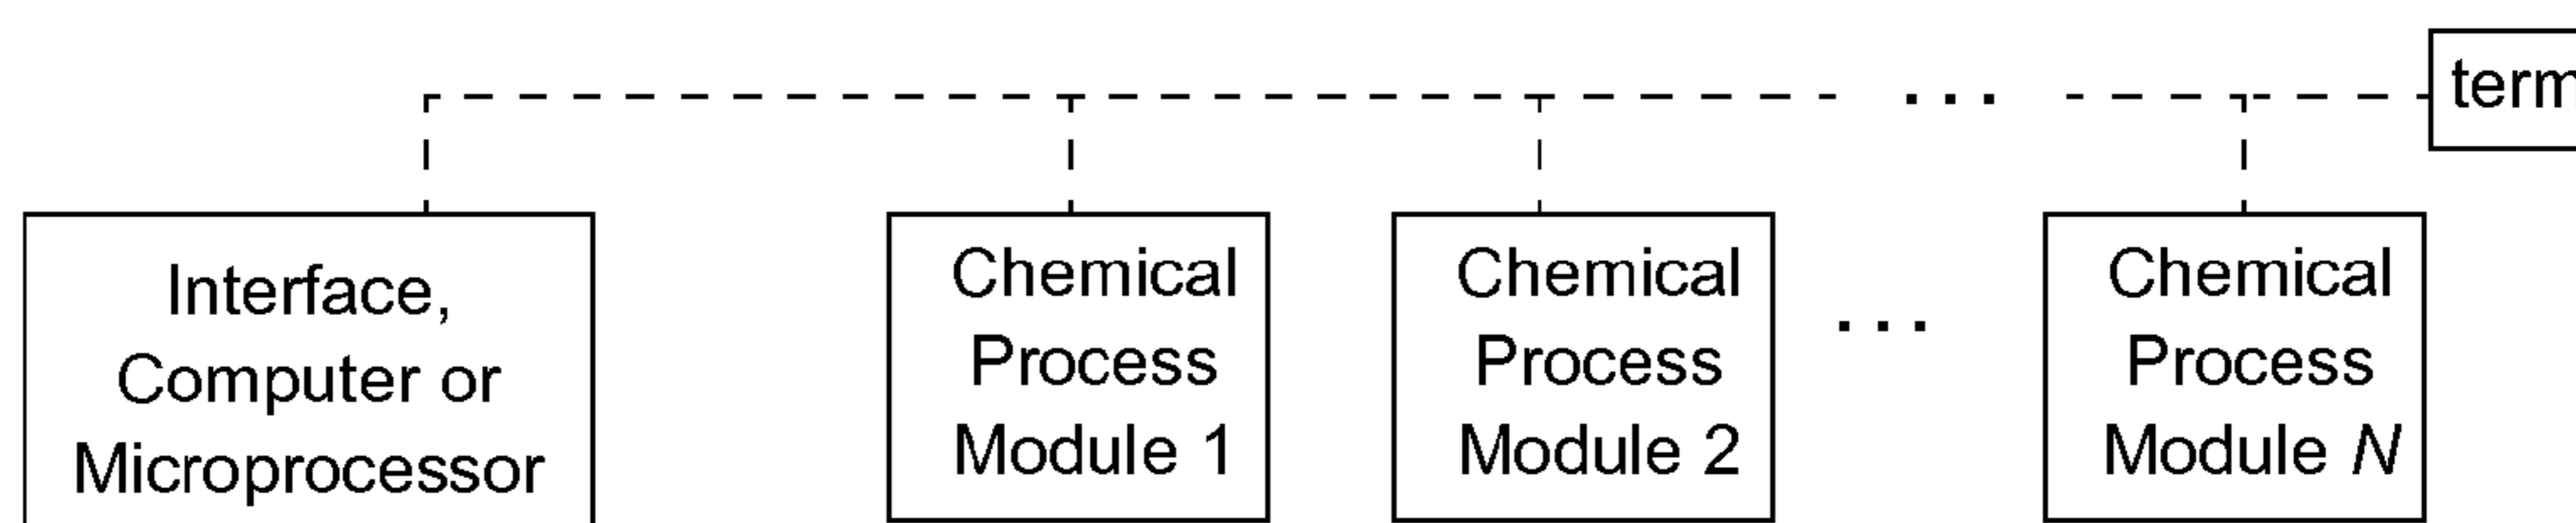 term
. . .
Interface,
Computer or
Microprocessor
Chemical
Process
Module 1
Chemical
Process
Module 2
. . .
Chemical
Process
Module N